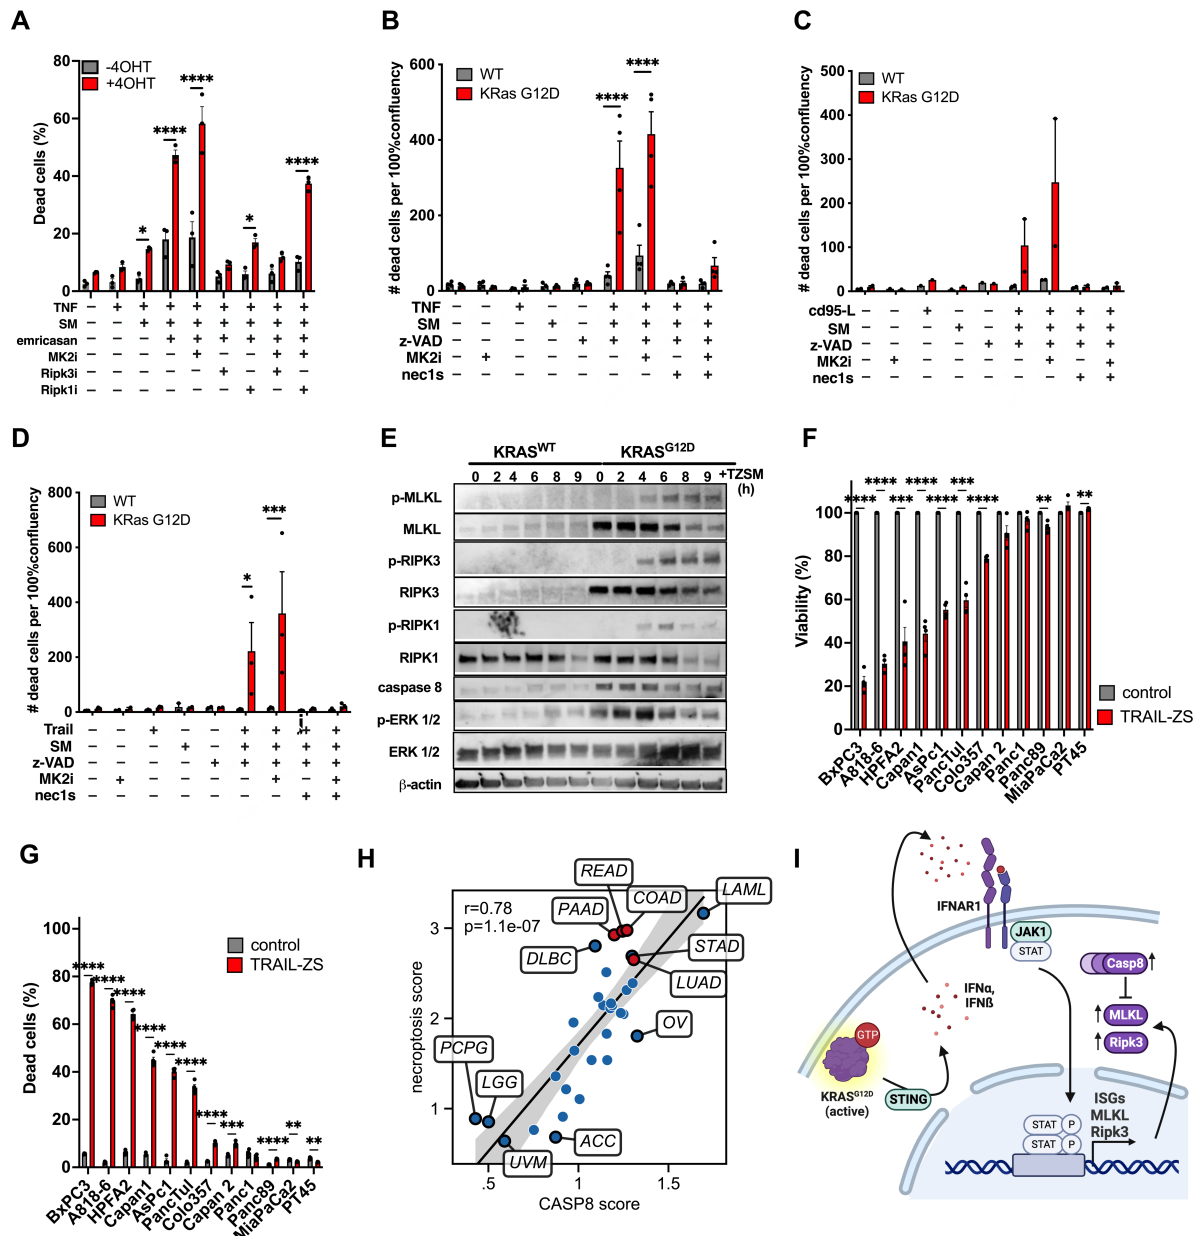 A
80
60
40
20
0
Dead cells (%)
-4OHT
+4OHT
*
****
****
*
****
TNF − + + + + + + + +
SM − − + + + + + + +
emricasan − − − + + + + + +
MK2i − − − − + − − + +
Ripk3i − − − − − + − + −
Ripk1i − − − − − − + − +
B
600
400
200
0
# dead cells per 100%confluency
WT
KRas G12D
****
****
TNF − − + − − + + + +
SM − − − + − + + + +
z-VAD − − − − + + + + +
MK2i − + − − − − + − +
nec1s − − − − − − − + +
C
500
400
300
200
100
0
# dead cells per 100%confluency
WT
KRas G12D
cd95-L − − + − − + + + +
SM − − − + − + + + +
z-VAD − − − − + + + + +
MK2i − + − − − − + − +
nec1s − − − − − − − + +
D
800
600
400
200
0
# dead cells per 100%confluency
WT
KRas G12D
*
***
Trail − − + − − + + + +
SM − − − + − + + + +
z-VAD − − − − + + + + +
MK2i − + − − − − + − +
nec1s − − − − − − − + +
E
KRASWT KRASG12D
0 2 4 6 8 9 0 2 4 6 8 9 +TZSM
(h)
p-MLKL
MLKL
p-RIPK3
RIPK3
p-RIPK1
RIPK1
caspase 8
p-ERK 1/2
ERK 1/2
β-actin
F
**** **** *** **** **** *** **** ** **
100
80
60
40
20
0
Viability (%)
control
TRAIL-ZS
BxPC3
A818-6
HPFA2
Capan1
AsPc1
PancTul
Colo357
Capan 2
Panc1
Panc89
MiaPaCa2
PT45
G
100
80
60
40
20
0
Dead cells (%)
control
TRAIL-ZS
**** **** **** **** **** **** **** *** **** ** **
BxPC3
A818-6
HPFA2
Capan1
AsPc1
PancTul
Colo357
Capan 2
Panc1
Panc89
MiaPaCa2
PT45
H
r=0.78
p=1.1e-07
READ
COAD
LAML
PAAD
DLBC
STAD
LUAD
OV
PCPG
LGG
ACC
UVM
necroptosis score
3
2
1
.5 1 1.5
CASP8 score
I
IFNAR1
JAK1
STAT
Casp8
IFNα,
IFNß
MLKL
Ripk3
GTP
KRASG12D
(active)
STING
ISGs
MLKL
Ripk3
STAT P
STAT P